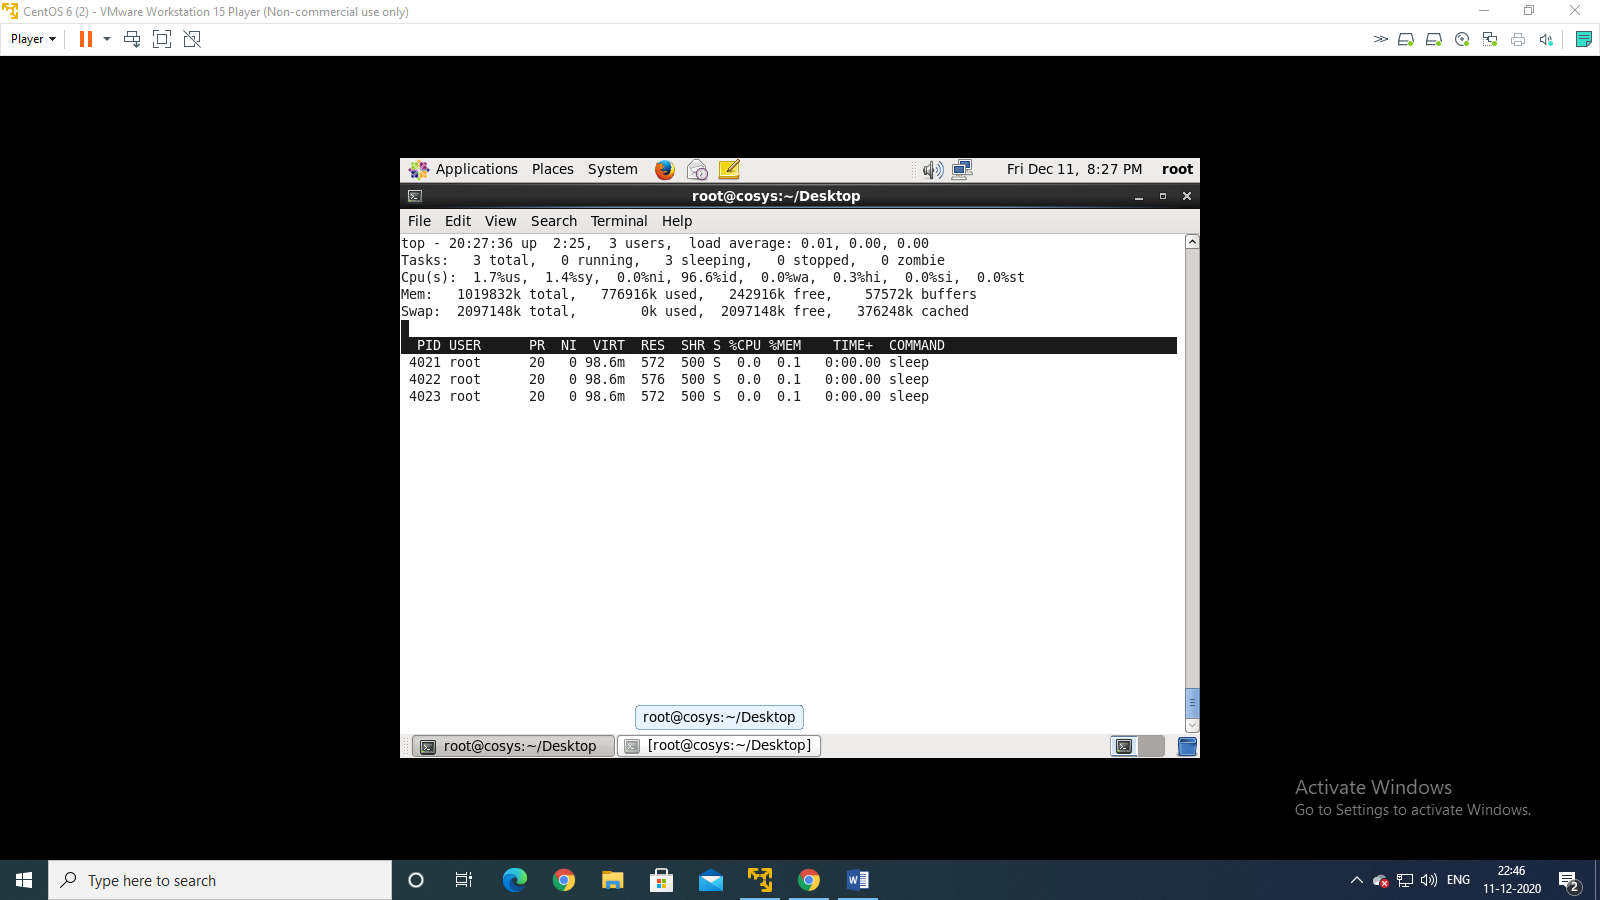 CentOS 6 (2) - VMware Workstation 15 Player (Non-commercial use only)
Player
Applications Places System Fri Dec 11, 8:27 PM root
root@cosys:~/Desktop
File Edit View Search Terminal Help
top - 20:27:36 up  2:25,  3 users,  load average: 0.01, 0.00, 0.00
Tasks:   3 total,   0 running,   3 sleeping,   0 stopped,   0 zombie
Cpu(s):  1.7%us,  1.4%sy,  0.0%ni, 96.6%id,  0.0%wa,  0.3%hi,  0.0%si,  0.0%st
Mem:   1019832k total,   776916k used,   242916k free,    57572k buffers
Swap:  2097148k total,        0k used,  2097148k free,   376248k cached
PID USER      PR  NI  VIRT  RES  SHR S %CPU %MEM    TIME+  COMMAND
4021 root      20   0 98.6m  572  500 S  0.0  0.1   0:00.00 sleep
4022 root      20   0 98.6m  576  500 S  0.0  0.1   0:00.00 sleep
4023 root      20   0 98.6m  572  500 S  0.0  0.1   0:00.00 sleep
root@cosys:~/Desktop
root@cosys:~/Desktop [root@cosys:~/Desktop]
Activate Windows
Go to Settings to activate Windows.
Type here to search
ENG
22:46
11-12-2020
2